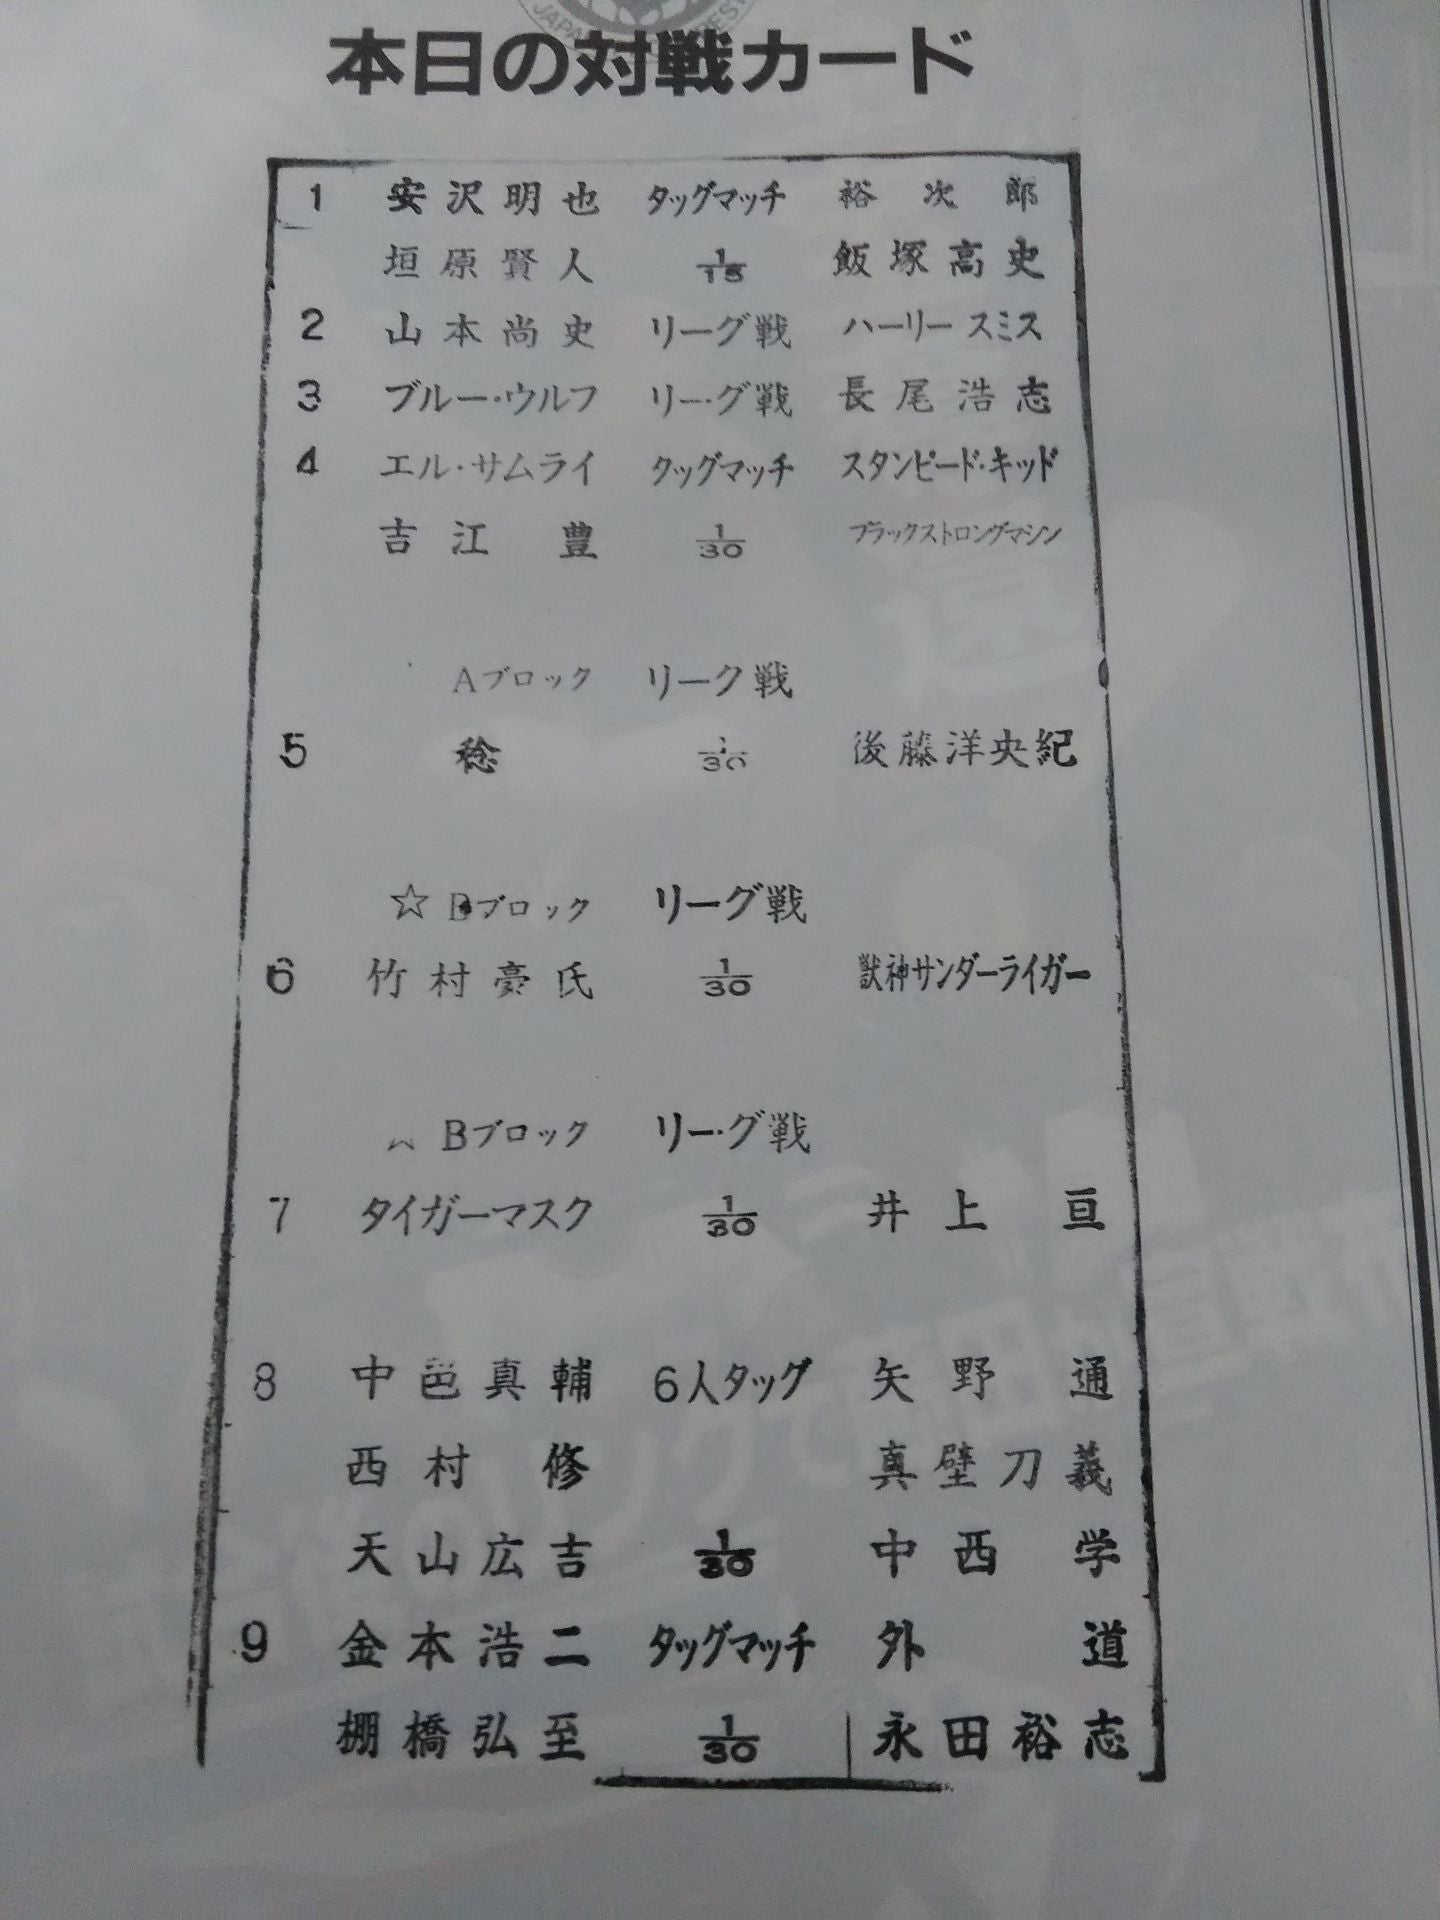 本日の対戦カード
1 安沢明也 タッグマッチ 裕次郎
垣原賢人 1/15 飯塚高史
2 山本尚史 リーグ戦 ハーリースミス
3 ブルー・ウルフ リーグ戦 長尾浩志
4 エル・サムライ タッグマッチ スタンピード・キッド
吉江豊 1/30 ブラックストロングマシン
Aブロック リーク戦
5 稔 1/30 後藤洋央紀
☆ Bブロック リーグ戦
6 竹村豪氏 1/30 獣神サンダーライガー
Bブロック リーグ戦
7 タイガーマスク 1/30 井上亘
8 中邑真輔 6人タッグ 矢野通
西村修 真壁刀義
天山広吉 1/30 中西学
9 金本浩二 タッグマッチ 外道
棚橋弘至 1/30 永田裕志